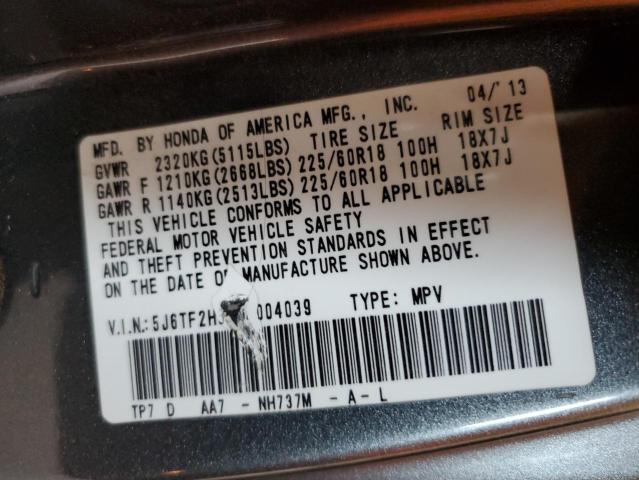 MFD. BY HONDA OF AMERICA MFG., INC. 04/'13
GVWR 2320KG(5115LBS) TIRE SIZE RIM SIZE
GAWR F 1210KG(2668LBS) 225/60R18 100H 18X7J
GAWR R 1140KG(2513LBS) 225/60R18 100H 18X7J
THIS VEHICLE CONFORMS TO ALL APPLICABLE
FEDERAL MOTOR VEHICLE SAFETY
AND THEFT PREVENTION STANDARDS IN EFFECT
ON THE DATE OF MANUFACTURE SHOWN ABOVE.
V.I.N.: 004039 TYPE: MPV
TP7 D AA7 - NH737M - A - L